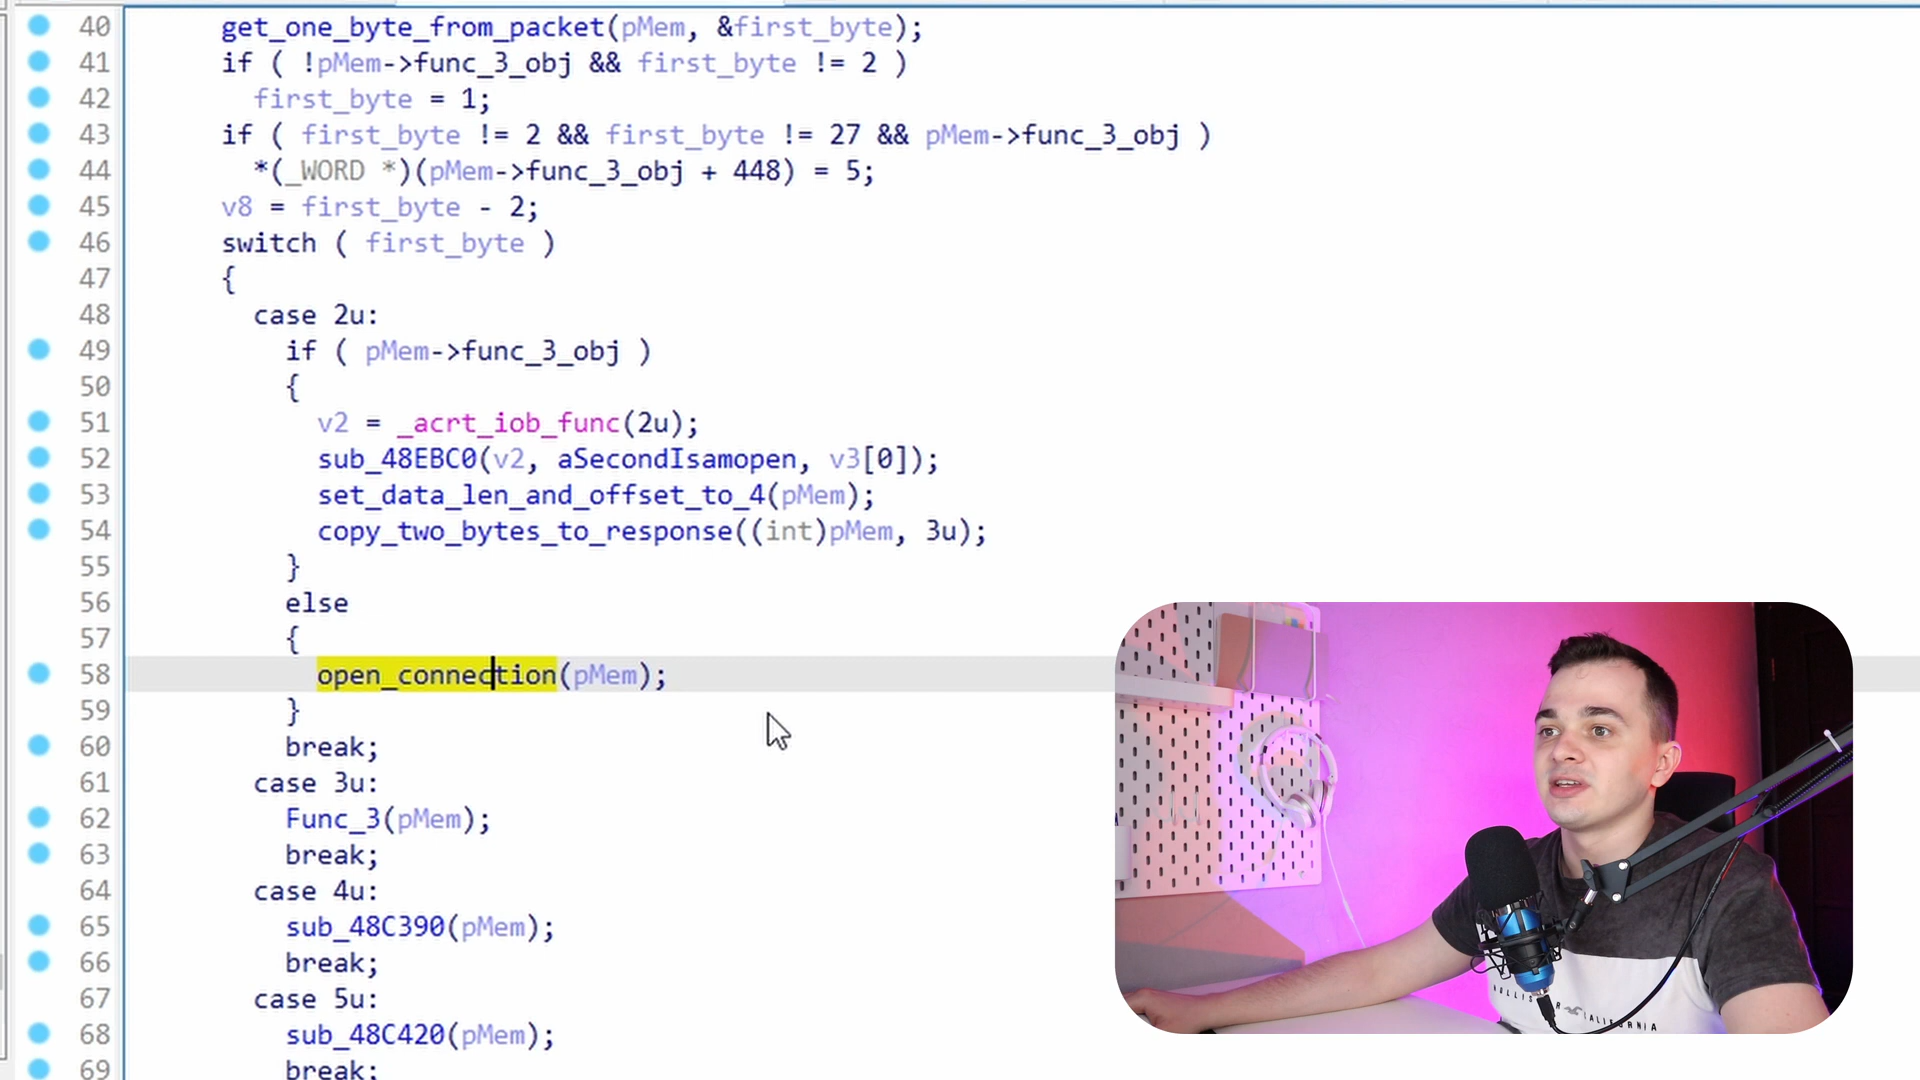 40 get_one_byte_from_packet(pMem, &first_byte);
41 if ( !pMem->func_3_obj && first_byte != 2 )
42 first_byte = 1;
43 if ( first_byte != 2 && first_byte != 27 && pMem->func_3_obj )
44 *(_WORD *)(pMem->func_3_obj + 448) = 5;
45 v8 = first_byte - 2;
46 switch ( first_byte )
47 {
48 case 2u:
49 if ( pMem->func_3_obj )
50 {
51 v2 = _acrt_iob_func(2u);
52 sub_48EBC0(v2, aSecondIsamopen, v3[0]);
53 set_data_len_and_offset_to_4(pMem);
54 copy_two_bytes_to_response((int)pMem, 3u);
55 }
56 else
57 {
58 open_connection(pMem);
59 }
60 break;
61 case 3u:
62 Func_3(pMem);
63 break;
64 case 4u:
65 sub_48C390(pMem);
66 break;
67 case 5u:
68 sub_48C420(pMem);
69 break;